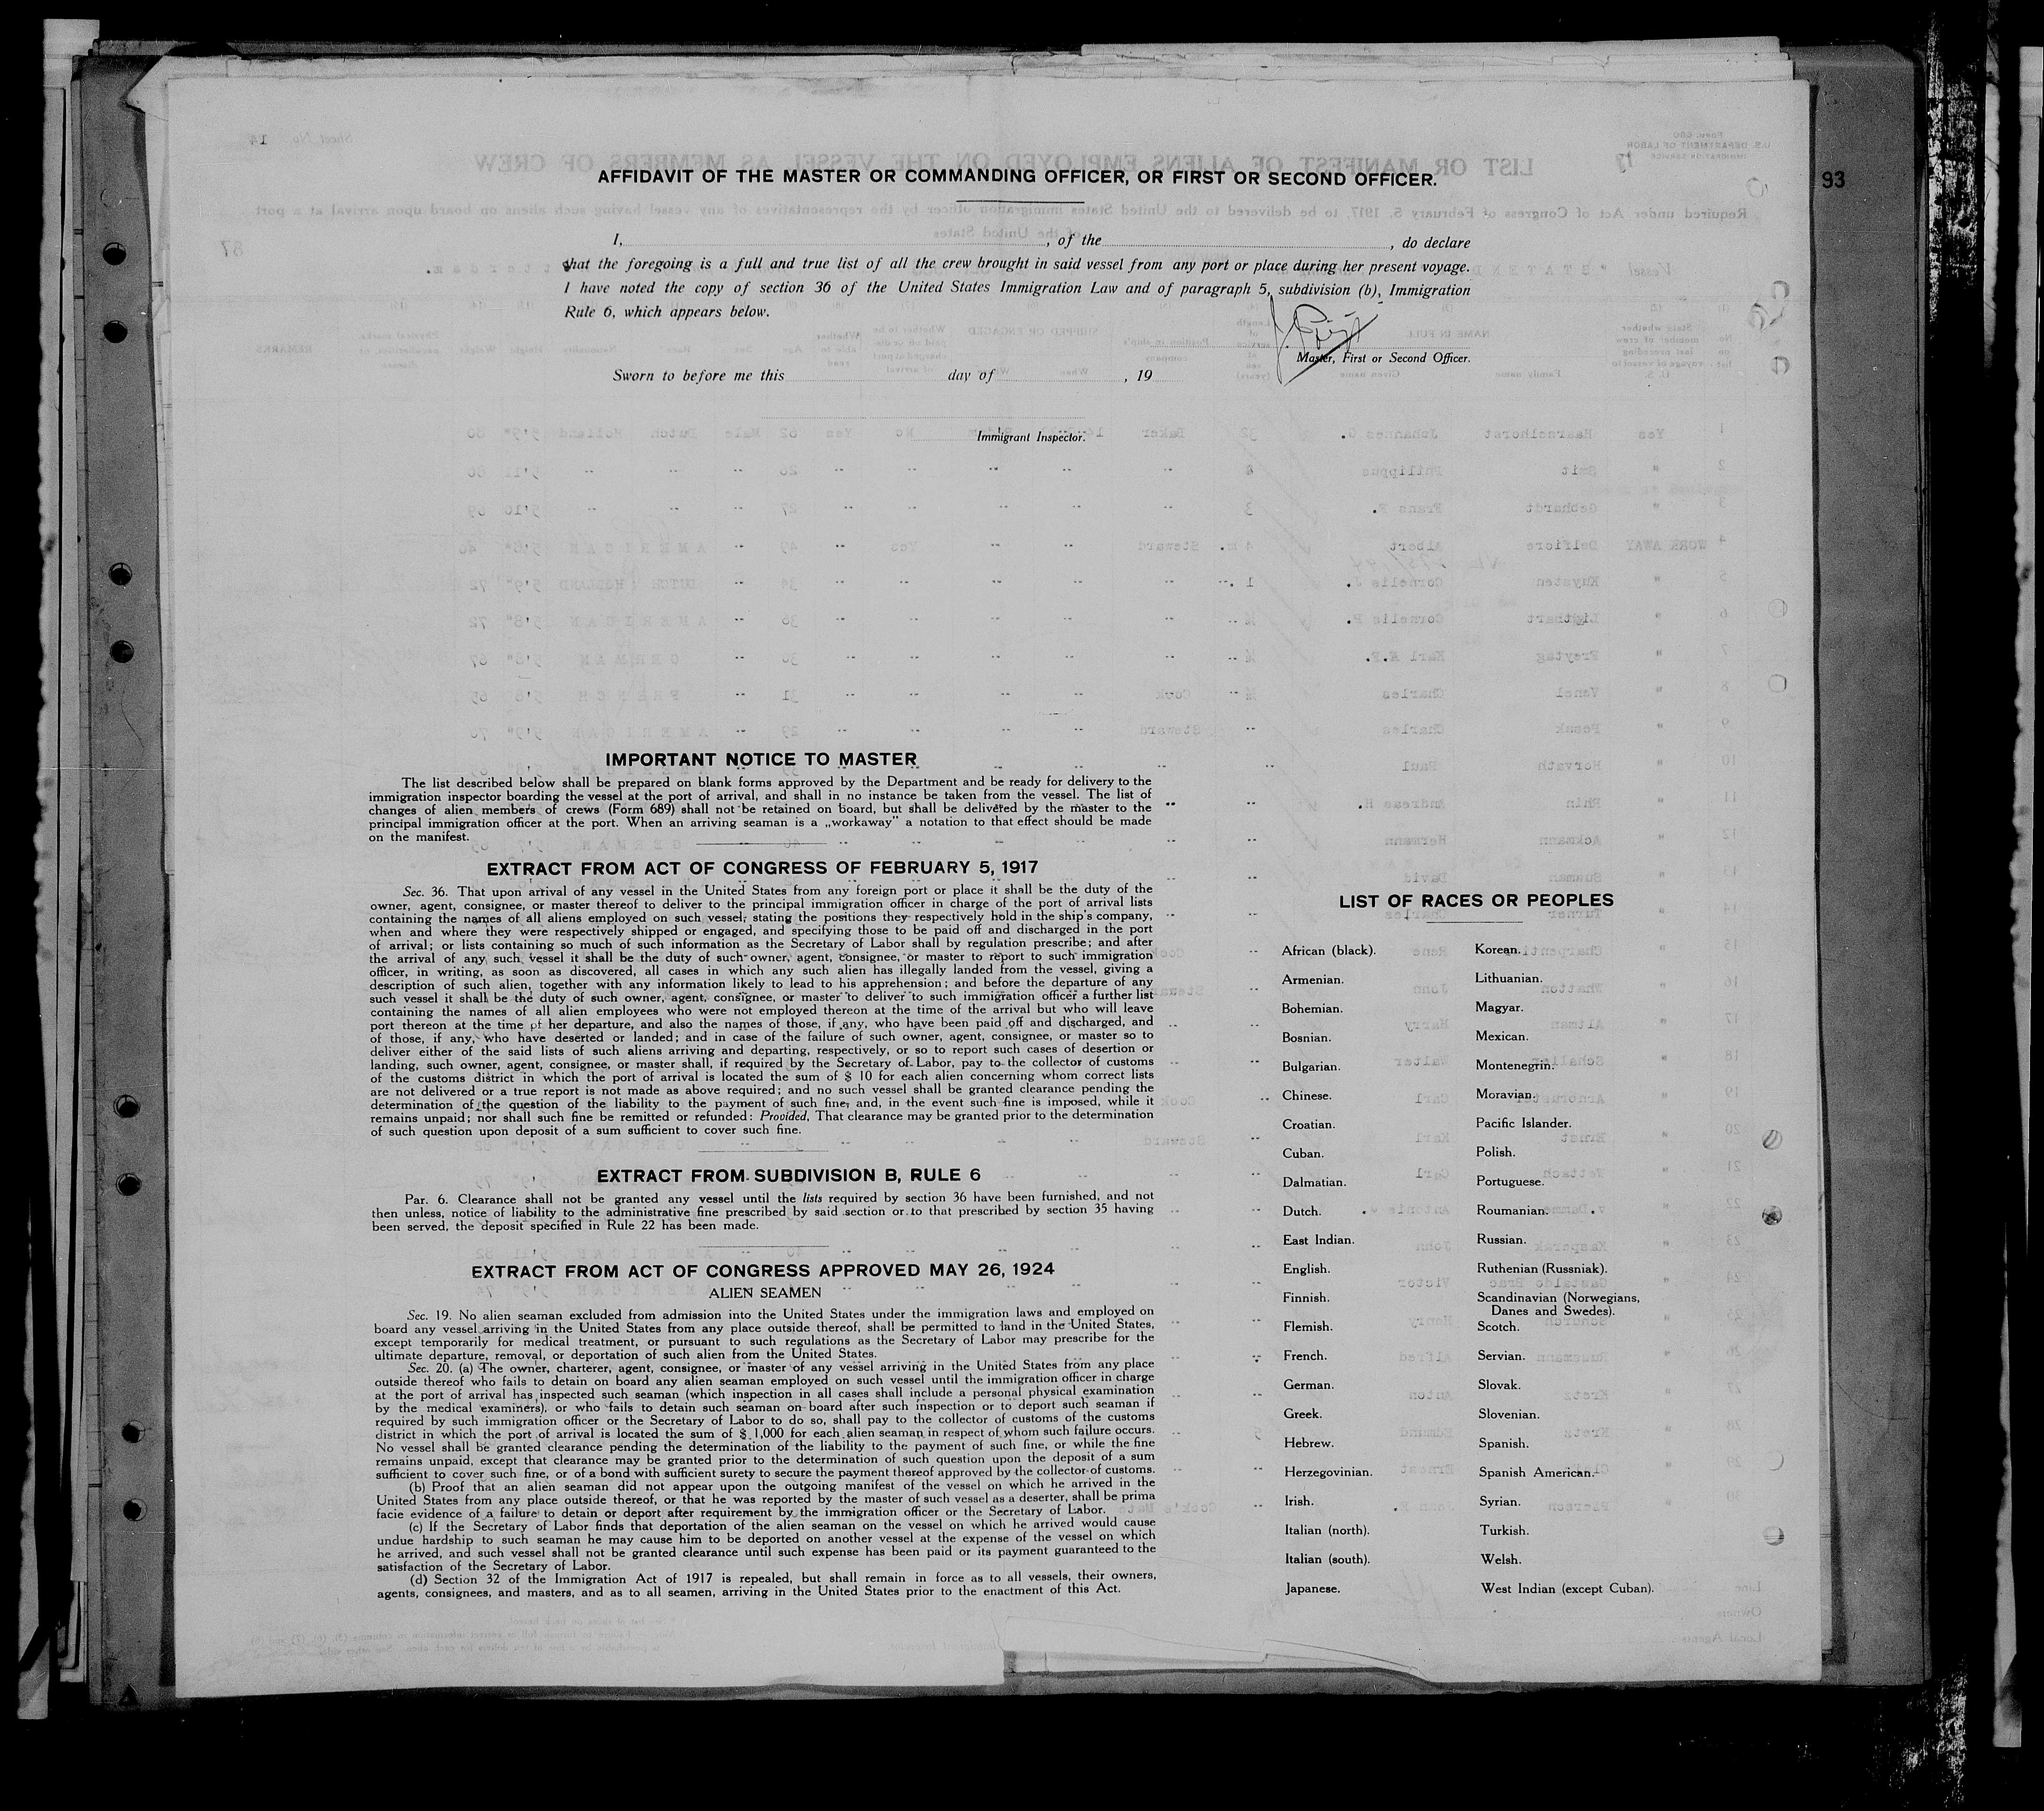 AFFIDAVIT OF THE MASTER OR COMMANDING OFFICER, OR FIRST OR SECOND OFFICER.
93
I, , of the , do declare
that the foregoing is a full and true list of all the crew brought in said vessel from any port or place during her present voyage.
I have noted the copy of section 36 of the United States Immigration Law and of paragraph 5, subdivision (b), Immigration
Rule 6, which appears below.
Master, First or Second Officer.
Sworn to before me this day of , 19
Immigrant Inspector.
IMPORTANT NOTICE TO MASTER
The list described below shall be prepared on blank forms approved by the Department and be ready for delivery to the
immigration inspector boarding the vessel at the port of arrival, and shall in no instance be taken from the vessel. The list of
changes of alien members of crews (Form 689) shall not be retained on board, but shall be delivered by the master to the
principal immigration officer at the port. When an arriving seaman is a „workaway" a notation to that effect should be made
on the manifest.
EXTRACT FROM ACT OF CONGRESS OF FEBRUARY 5, 1917
Sec. 36. That upon arrival of any vessel in the United States from any foreign port or place it shall be the duty of the
owner, agent, consignee, or master thereof to deliver to the principal immigration officer in charge of the port of arrival lists
containing the names of all aliens employed on such vessel, stating the positions they respectively hold in the ship's company,
when and where they were respectively shipped or engaged, and specifying those to be paid off and discharged in the port
of arrival; or lists containing so much of such information as the Secretary of Labor shall by regulation prescribe; and after
the arrival of any such vessel it shall be the duty of such owner, agent, consignee, or master to report to such immigration
officer, in writing, as soon as discovered, all cases in which any such alien has illegally landed from the vessel, giving a
description of such alien, together with any information likely to lead to his apprehension; and before the departure of any
such vessel it shall be the duty of such owner, agent, consignee, or master to deliver to such immigration officer a further list
containing the names of all alien employees who were not employed thereon at the time of the arrival but who will leave
port thereon at the time of her departure, and also the names of those, if any, who have been paid off and discharged, and
of those, if any, who have deserted or landed; and in case of the failure of such owner, agent, consignee, or master so to
deliver either of the said lists of such aliens arriving and departing, respectively, or so to report such cases of desertion or
landing, such owner, agent, consignee, or master shall, if required by the Secretary of Labor, pay to the collector of customs
of the customs district in which the port of arrival is located the sum of $ 10 for each alien concerning whom correct lists
are not delivered or a true report is not made as above required; and no such vessel shall be granted clearance pending the
determination of the question of the liability to the payment of such fine, and, in the event such fine is imposed, while it
remains unpaid; nor shall such fine be remitted or refunded: Provided, That clearance may be granted prior to the determination
of such question upon deposit of a sum sufficient to cover such fine.
EXTRACT FROM SUBDIVISION B, RULE 6
Par. 6. Clearance shall not be granted any vessel until the lists required by section 36 have been furnished, and not
then unless, notice of liability to the administrative fine prescribed by said section or to that prescribed by section 35 having
been served, the deposit specified in Rule 22 has been made.
EXTRACT FROM ACT OF CONGRESS APPROVED MAY 26, 1924
ALIEN SEAMEN
Sec. 19. No alien seaman excluded from admission into the United States under the immigration laws and employed on
board any vessel arriving in the United States from any place outside thereof, shall be permitted to land in the United States,
except temporarily for medical treatment, or pursuant to such regulations as the Secretary of Labor may prescribe for the
ultimate departure, removal, or deportation of such alien from the United States.
Sec. 20. (a) The owner, charterer, agent, consignee, or master of any vessel arriving in the United States from any place
outside thereof who fails to detain on board any alien seaman employed on such vessel until the immigration officer in charge
at the port of arrival has inspected such seaman (which inspection in all cases shall include a personal physical examination
by the medical examiners), or who fails to detain such seaman on board after such inspection or to deport such seaman if
required by such immigration officer or the Secretary of Labor to do so, shall pay to the collector of customs of the customs
district in which the port of arrival is located the sum of $ 1,000 for each alien seaman in respect of whom such failure occurs.
No vessel shall be granted clearance pending the determination of the liability to the payment of such fine, or while the fine
remains unpaid, except that clearance may be granted prior to the determination of such question upon the deposit of a sum
sufficient to cover such fine, or of a bond with sufficient surety to secure the payment thereof approved by the collector of customs.
(b) Proof that an alien seaman did not appear upon the outgoing manifest of the vessel on which he arrived in the
United States from any place outside thereof, or that he was reported by the master of such vessel as a deserter, shall be prima
facie evidence of a failure to detain or deport after requirement by the immigration officer or the Secretary of Labor.
(c) If the Secretary of Labor finds that deportation of the alien seaman on the vessel on which he arrived would cause
undue hardship to such seaman he may cause him to be deported on another vessel at the expense of the vessel on which
he arrived, and such vessel shall not be granted clearance until such expense has been paid or its payment guaranteed to the
satisfaction of the Secretary of Labor.
(d) Section 32 of the Immigration Act of 1917 is repealed, but shall remain in force as to all vessels, their owners,
agents, consignees, and masters, and as to all seamen, arriving in the United States prior to the enactment of this Act.
LIST OF RACES OR PEOPLES
African (black).
Armenian.
Bohemian.
Bosnian.
Bulgarian.
Chinese.
Croatian.
Cuban.
Dalmatian.
Dutch.
East Indian.
English.
Finnish.
Flemish.
French.
German.
Greek.
Hebrew.
Herzegovinian.
Irish.
Italian (north).
Italian (south).
Japanese.
Korean.
Lithuanian.
Magyar.
Mexican.
Montenegrin.
Moravian.
Pacific Islander.
Polish.
Portuguese.
Roumanian.
Russian.
Ruthenian (Russniak).
Scandinavian (Norwegians,
Danes and Swedes).
Scotch.
Servian.
Slovak.
Slovenian.
Spanish.
Spanish American.
Syrian.
Turkish.
Welsh.
West Indian (except Cuban).